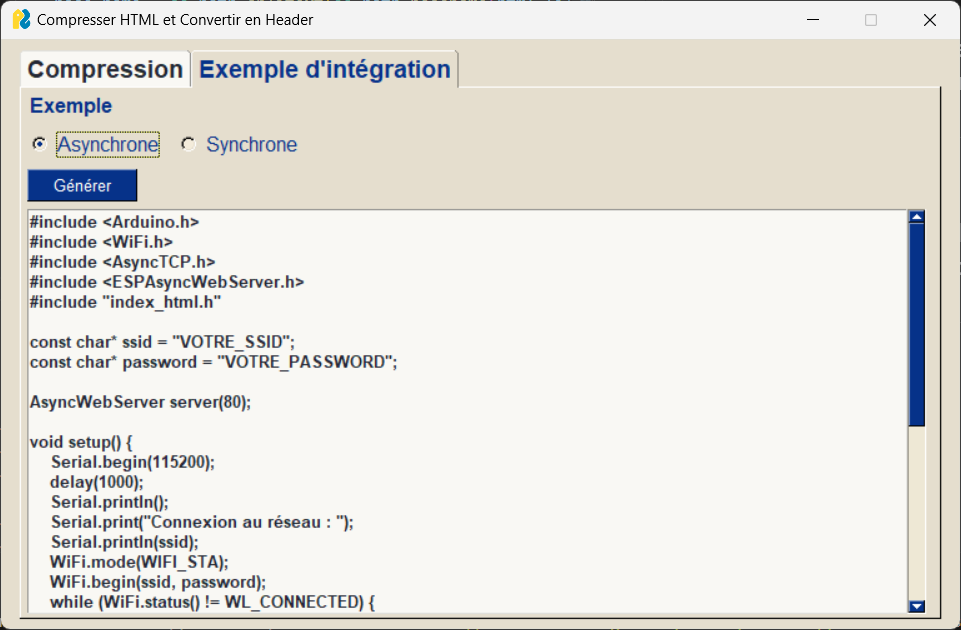 Compresser HTML et Convertir en Header
Compression Exemple d'intégration
Exemple
Asynchrone Synchrone
Générer
#include <Arduino.h>
#include <WiFi.h>
#include <AsyncTCP.h>
#include <ESPAsyncWebServer.h>
#include "index_html.h"
const char* ssid = "VOTRE_SSID";
const char* password = "VOTRE_PASSWORD";
AsyncWebServer server(80);
void setup() {
Serial.begin(115200);
delay(1000);
Serial.println();
Serial.print("Connexion au réseau : ");
Serial.println(ssid);
WiFi.mode(WIFI_STA);
WiFi.begin(ssid, password);
while (WiFi.status() != WL_CONNECTED) {